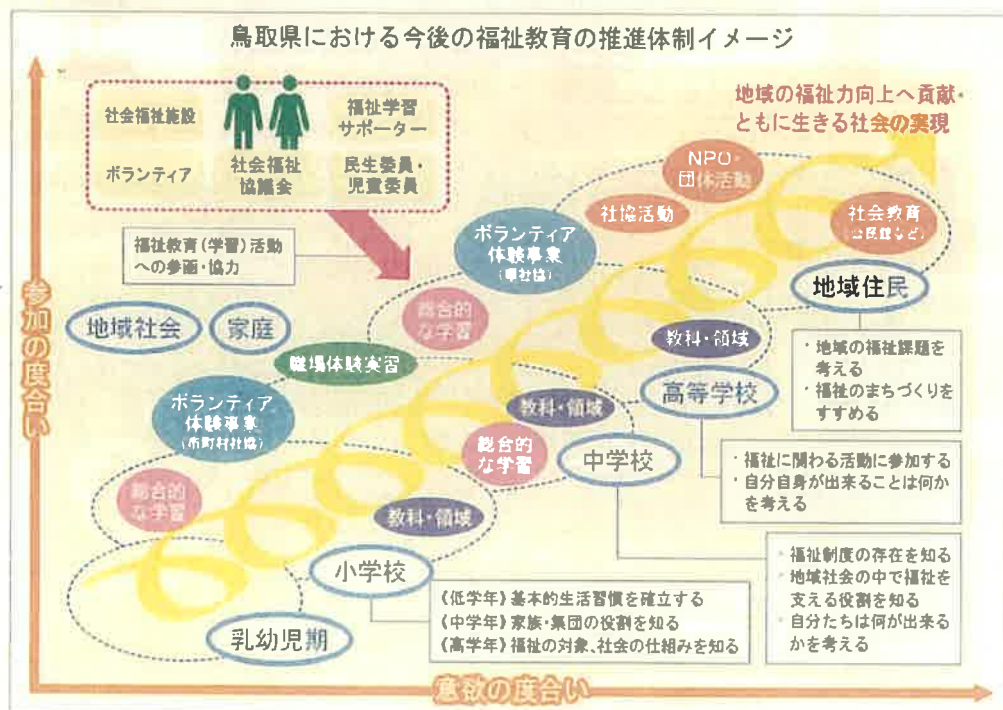 鳥取県における今後の福祉教育の推進体制イメージ
社会福祉施設
福祉学習
サポーター
ボランティア
社会福祉
協議会
民生委員・
児童委員
地域の福祉力向上へ貢献・
ともに生きる社会の実現
NPO・
団体活動
社協活動
社会教育
(公民館など)
福祉教育(学習)活動
への参画・協力
ボランティア
体験事業
(県社協)
地域住民
総合的
な学習
地域社会
家庭
教科・領域
職場体験実習
・地域の福祉課題を
考える
・福祉のまちづくりを
すすめる
参加の度合い
ボランティア
体験事業
(市町村社協)
高等学校
教科・領域
総合的
な学習
中学校
・福祉に関わる活動に参加する
・自分自身が出来ることは何か
を考える
総合的
な学習
教科・領域
小学校
・福祉制度の存在を知る
・地域社会の中で福祉を
支える役割を知る
・自分たちは何が出来る
かを考える
《低学年》基本的生活習慣を確立する
《中学年》家族・集団の役割を知る
《高学年》福祉の対象、社会の仕組みを知る
乳幼児期
意欲の度合い